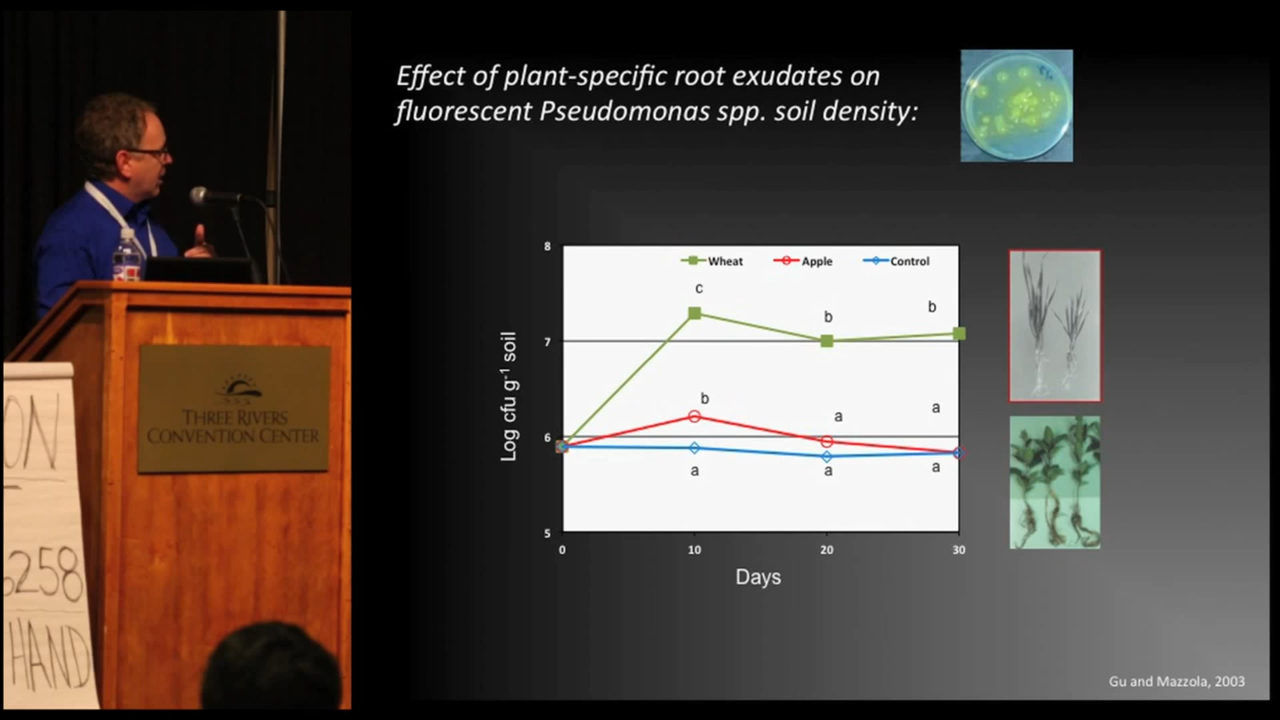 Effect of plant-specific root exudates on
fluorescent Pseudomonas spp. soil density:
8
7
6
5
Log cfu g-1 soil
Wheat
Apple
Control
c
b
b
b
a
a
a
a
a
0
10
20
30
Days
Gu and Mazzola, 2003
THREE RIVERS
CONVENTION CENTER
ON
258
HAND